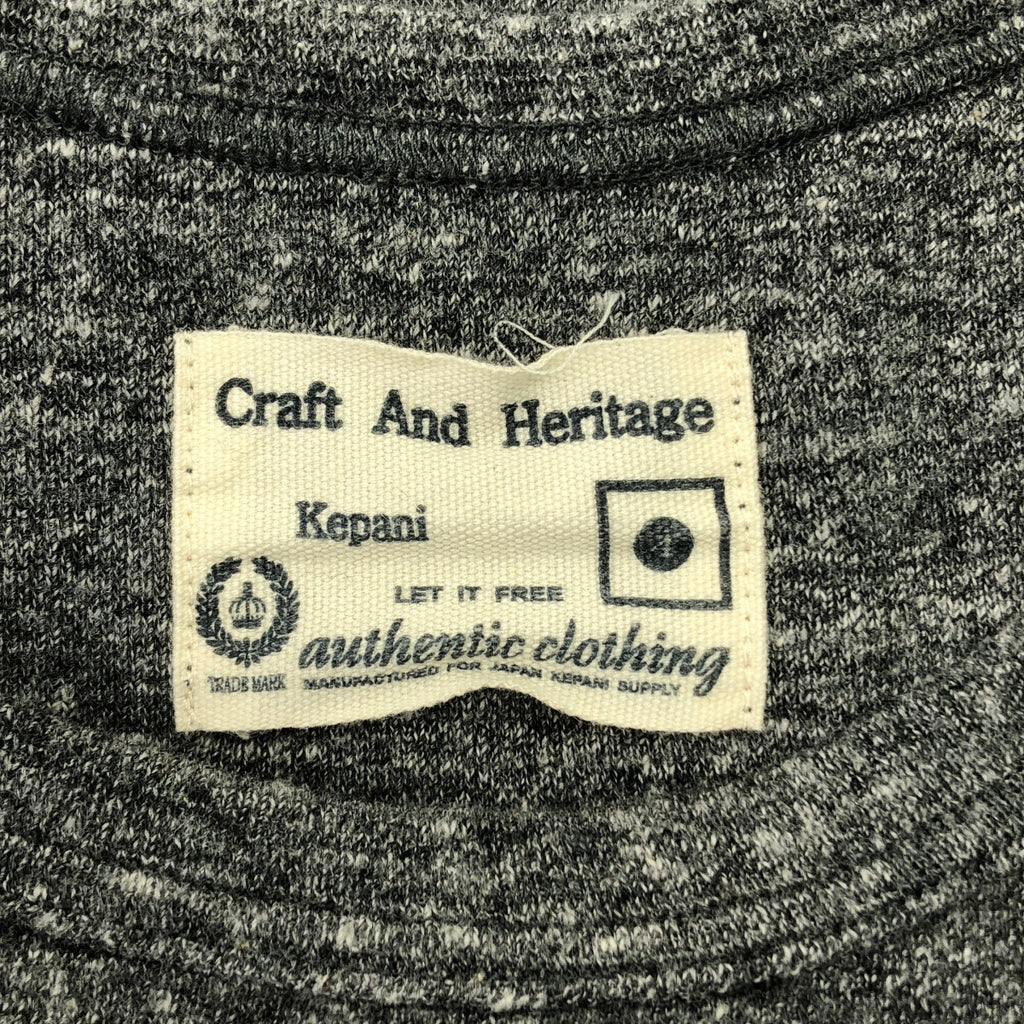 Craft And Heritage
Kepani
LET IT FREE
authentic clothing
TRADE MARK
MANUFACTURED FOR JAPAN KEPANI SUPPLY